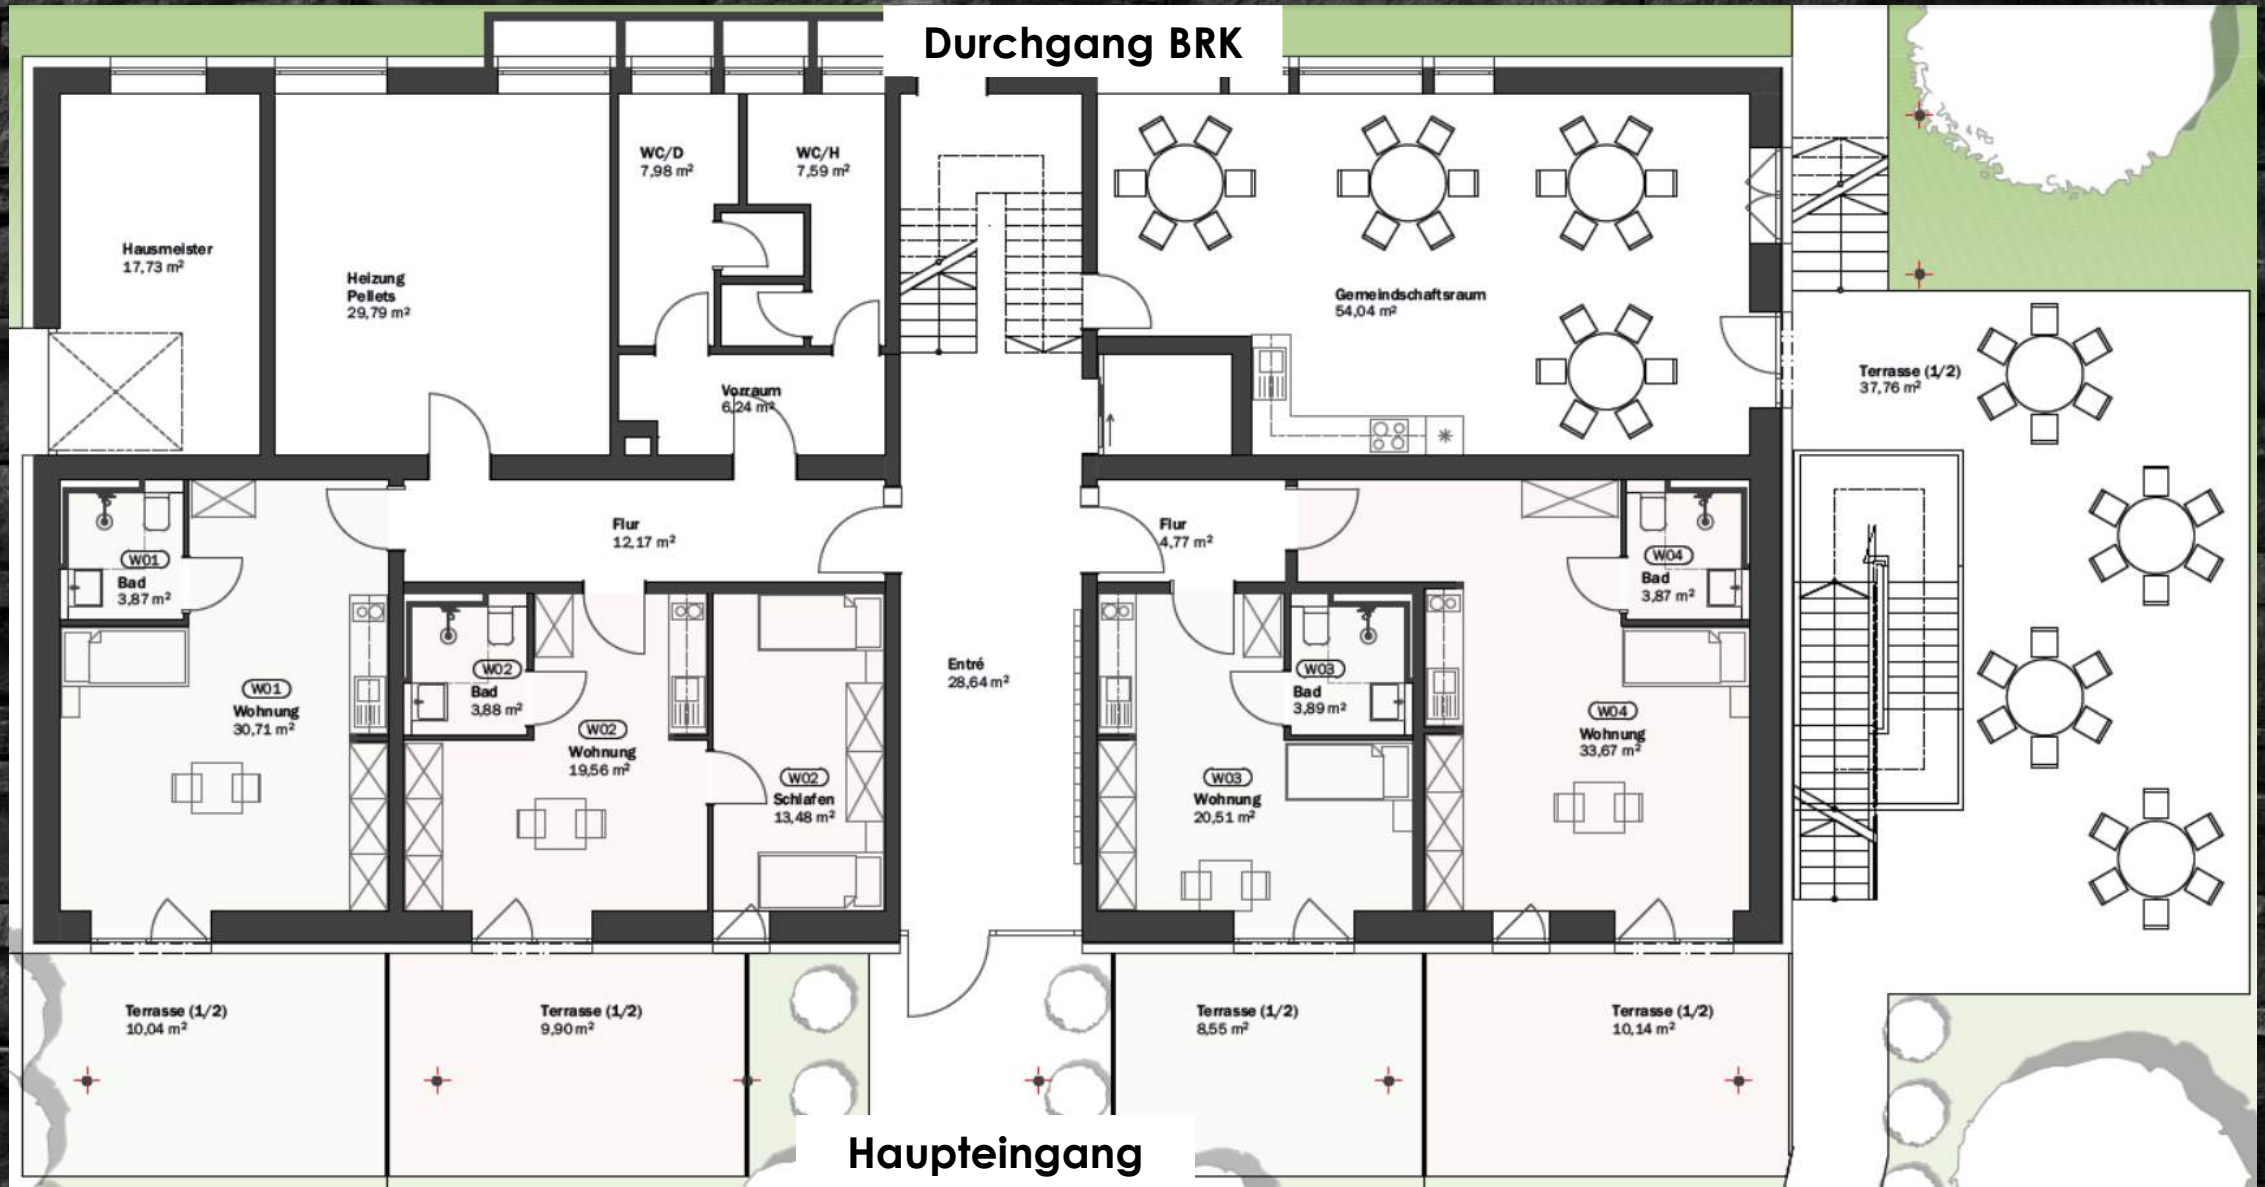 Durchgang BRK
WC/D
7,98 m²
WC/H
7,59 m²
Hausmeister
17,73 m²
Heizung
Pellets
29,79 m²
Gemeindschaftsraum
54,04 m²
Vorraum
6,24 m²
Terrasse (1/2)
37,76 m²
Flur
12,17 m²
Flur
4,77 m²
W01
Bad
3,87 m²
W04
Bad
3,87 m²
W01
Wohnung
30,71 m²
W02
Bad
3,88 m²
W02
Wohnung
19,56 m²
W02
Schlafen
13,48 m²
Entré
28,64 m²
W03
Bad
3,89 m²
W03
Wohnung
20,51 m²
W04
Wohnung
33,67 m²
Terrasse (1/2)
10,04 m²
Terrasse (1/2)
9,90 m²
Terrasse (1/2)
8,55 m²
Terrasse (1/2)
10,14 m²
Haupteingang